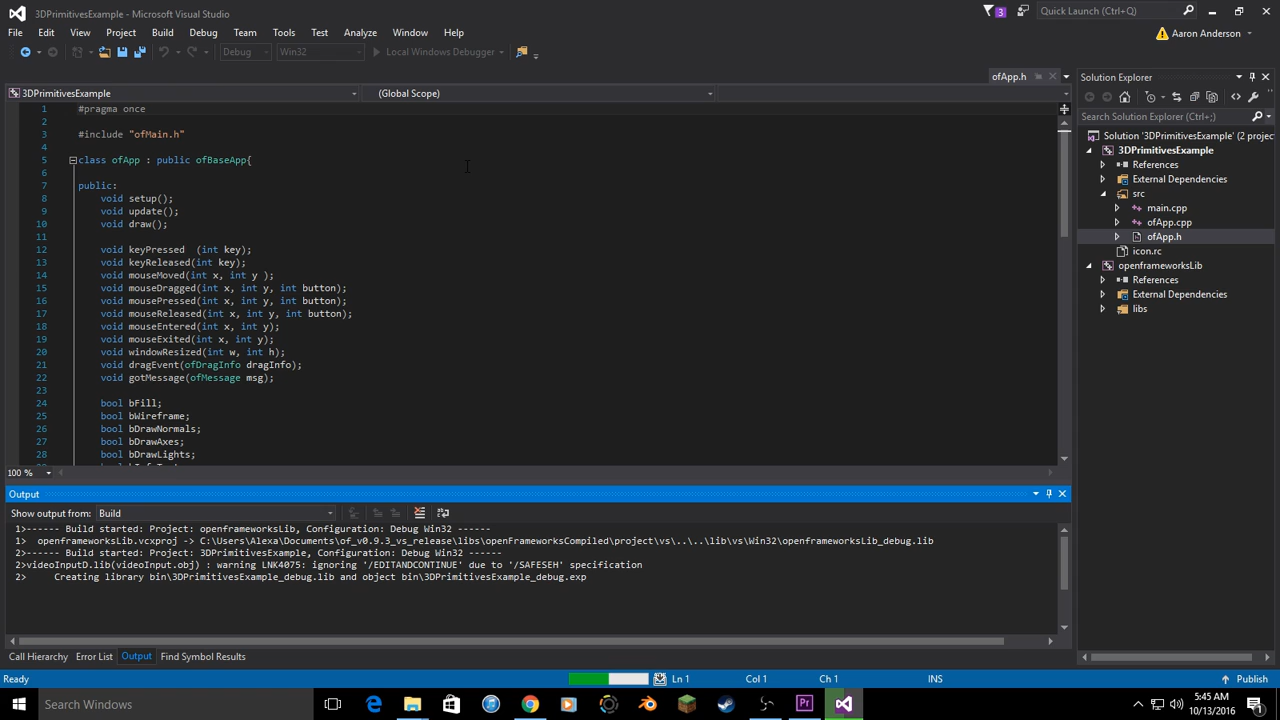 3DPrimitivesExample - Microsoft Visual Studio
3
Quick Launch (Ctrl+Q)
File Edit View Project Build Debug Team Tools Test Analyze Window Help
Aaron Anderson
Debug Win32 Local Windows Debugger
ofApp.h
3DPrimitivesExample (Global Scope)
1 #pragma once
2
3 #include "ofMain.h"
4
5 class ofApp : public ofBaseApp{
6
7 public:
8 void setup();
9 void update();
10 void draw();
11
12 void keyPressed  (int key);
13 void keyReleased(int key);
14 void mouseMoved(int x, int y );
15 void mouseDragged(int x, int y, int button);
16 void mousePressed(int x, int y, int button);
17 void mouseReleased(int x, int y, int button);
18 void mouseEntered(int x, int y);
19 void mouseExited(int x, int y);
20 void windowResized(int w, int h);
21 void dragEvent(ofDragInfo dragInfo);
22 void gotMessage(ofMessage msg);
23
24 bool bFill;
25 bool bWireframe;
26 bool bDrawNormals;
27 bool bDrawAxes;
28 bool bDrawLights;
100 %
Solution Explorer
Search Solution Explorer (Ctrl+;)
Solution '3DPrimitivesExample' (2 projec
3DPrimitivesExample
References
External Dependencies
src
main.cpp
ofApp.cpp
ofApp.h
icon.rc
openframeworksLib
References
External Dependencies
libs
Output
Show output from: Build
1>------ Build started: Project: openframeworksLib, Configuration: Debug Win32 ------
1>  openframeworksLib.vcxproj -> C:\Users\Alexa\Documents\of_v0.9.3_vs_release\libs\openFrameworksCompiled\project\vs\..\..\lib\vs\Win32\openframeworksLib_debug.lib
2>------ Build started: Project: 3DPrimitivesExample, Configuration: Debug Win32 ------
2>videoInputD.lib(videoInput.obj) : warning LNK4075: ignoring '/EDITANDCONTINUE' due to '/SAFESEH' specification
2>     Creating library bin\3DPrimitivesExample_debug.lib and object bin\3DPrimitivesExample_debug.exp
Call Hierarchy Error List Output Find Symbol Results
Ready Ln 1 Col 1 Ch 1 INS Publish
Search Windows
Pr
5:45 AM
10/13/2016
1